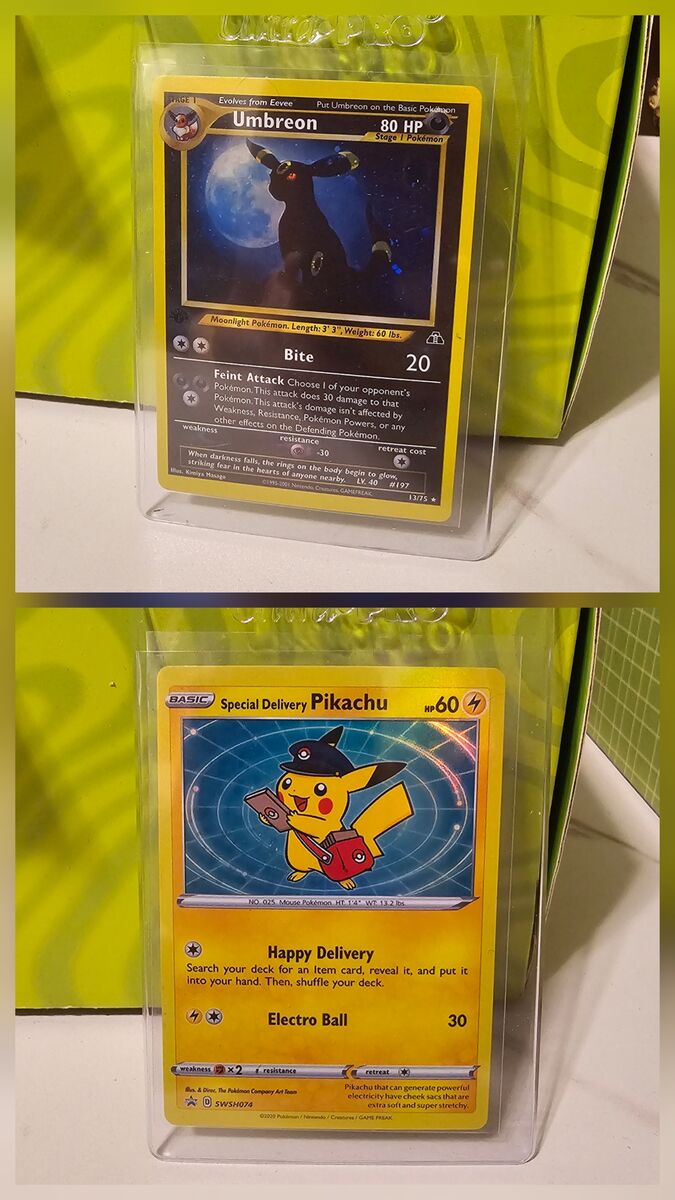 Ultra PRO
STAGE 1
Evolves from Eevee
Put Umbreon on the Basic Pokémon
Umbreon
80 HP
Stage 1 Pokémon
Moonlight Pokémon. Length: 3' 3", Weight: 60 lbs.
Bite 20
Feint Attack Choose 1 of your opponent's
Pokémon. This attack does 30 damage to that
Pokémon. This attack's damage isn't affected by
Weakness, Resistance, Pokémon Powers, or any
other effects on the Defending Pokémon.
weakness
resistance
retreat cost
-30
When darkness falls, the rings on the body begin to glow,
striking fear in the hearts of anyone nearby. LV. 40 #197
Illus. Kimiya Masago
©1995-2001 Nintendo, Creatures, GAMEFREAK.
13/75
BASIC
Special Delivery Pikachu
HP 60
NO. 025 Mouse Pokémon HT: 1'4" WT: 13.2 lbs.
Happy Delivery
Search your deck for an Item card, reveal it, and put it
into your hand. Then, shuffle your deck.
Electro Ball 30
weakness ×2 resistance retreat
Illus. & Direc. The Pokémon Company Art Team
D SWSH074
Pikachu that can generate powerful
electricity have cheek sacs that are
extra soft and super stretchy.
©2020 Pokémon / Nintendo / Creatures / GAME FREAK